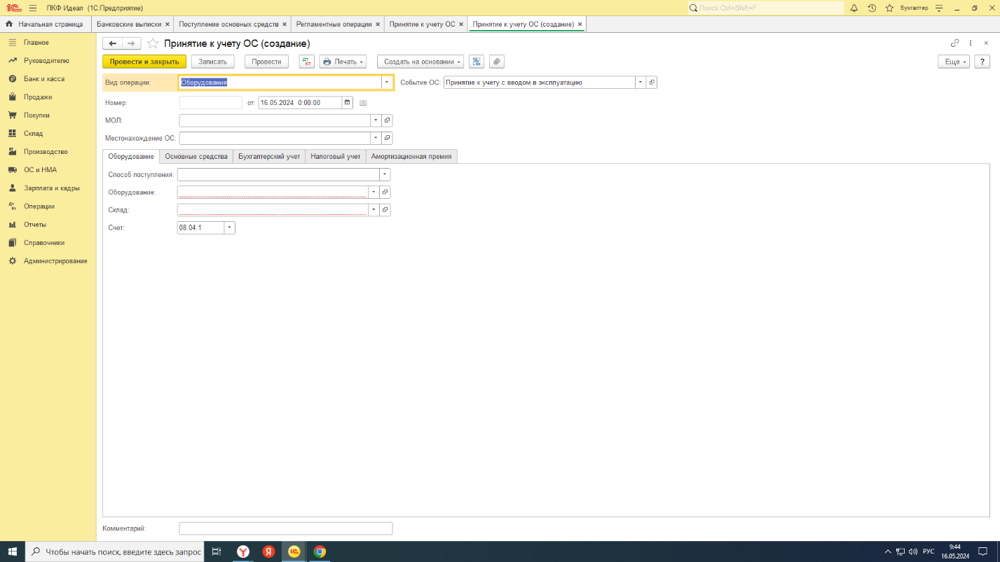 ПКФ Идеал (1С:Предприятие)
Поиск Ctrl+Shift+F
Бухгалтер
Начальная страница
Банковские выписки ×
Поступление основных средств ×
Регламентные операции ×
Принятие к учету ОС ×
Принятие к учету ОС (создание) ×
Главное
Руководителю
Банк и касса
Продажи
Покупки
Склад
Производство
ОС и НМА
Зарплата и кадры
Операции
Отчеты
Справочники
Администрирование
Принятие к учету ОС (создание)
Провести и закрыть
Записать
Провести
Дт Кт
Печать
Создать на основании
Еще
?
Вид операции: Оборудование
Событие ОС: Принятие к учету с вводом в эксплуатацию
Номер:
от: 16.05.2024 0:00:00
МОЛ:
Местонахождение ОС:
Оборудование
Основные средства
Бухгалтерский учет
Налоговый учет
Амортизационная премия
Способ поступления:
Оборудование:
Склад:
Счет: 08.04.1
Комментарий:
Чтобы начать поиск, введите здесь запрос
РУС
9:44
16.05.2024